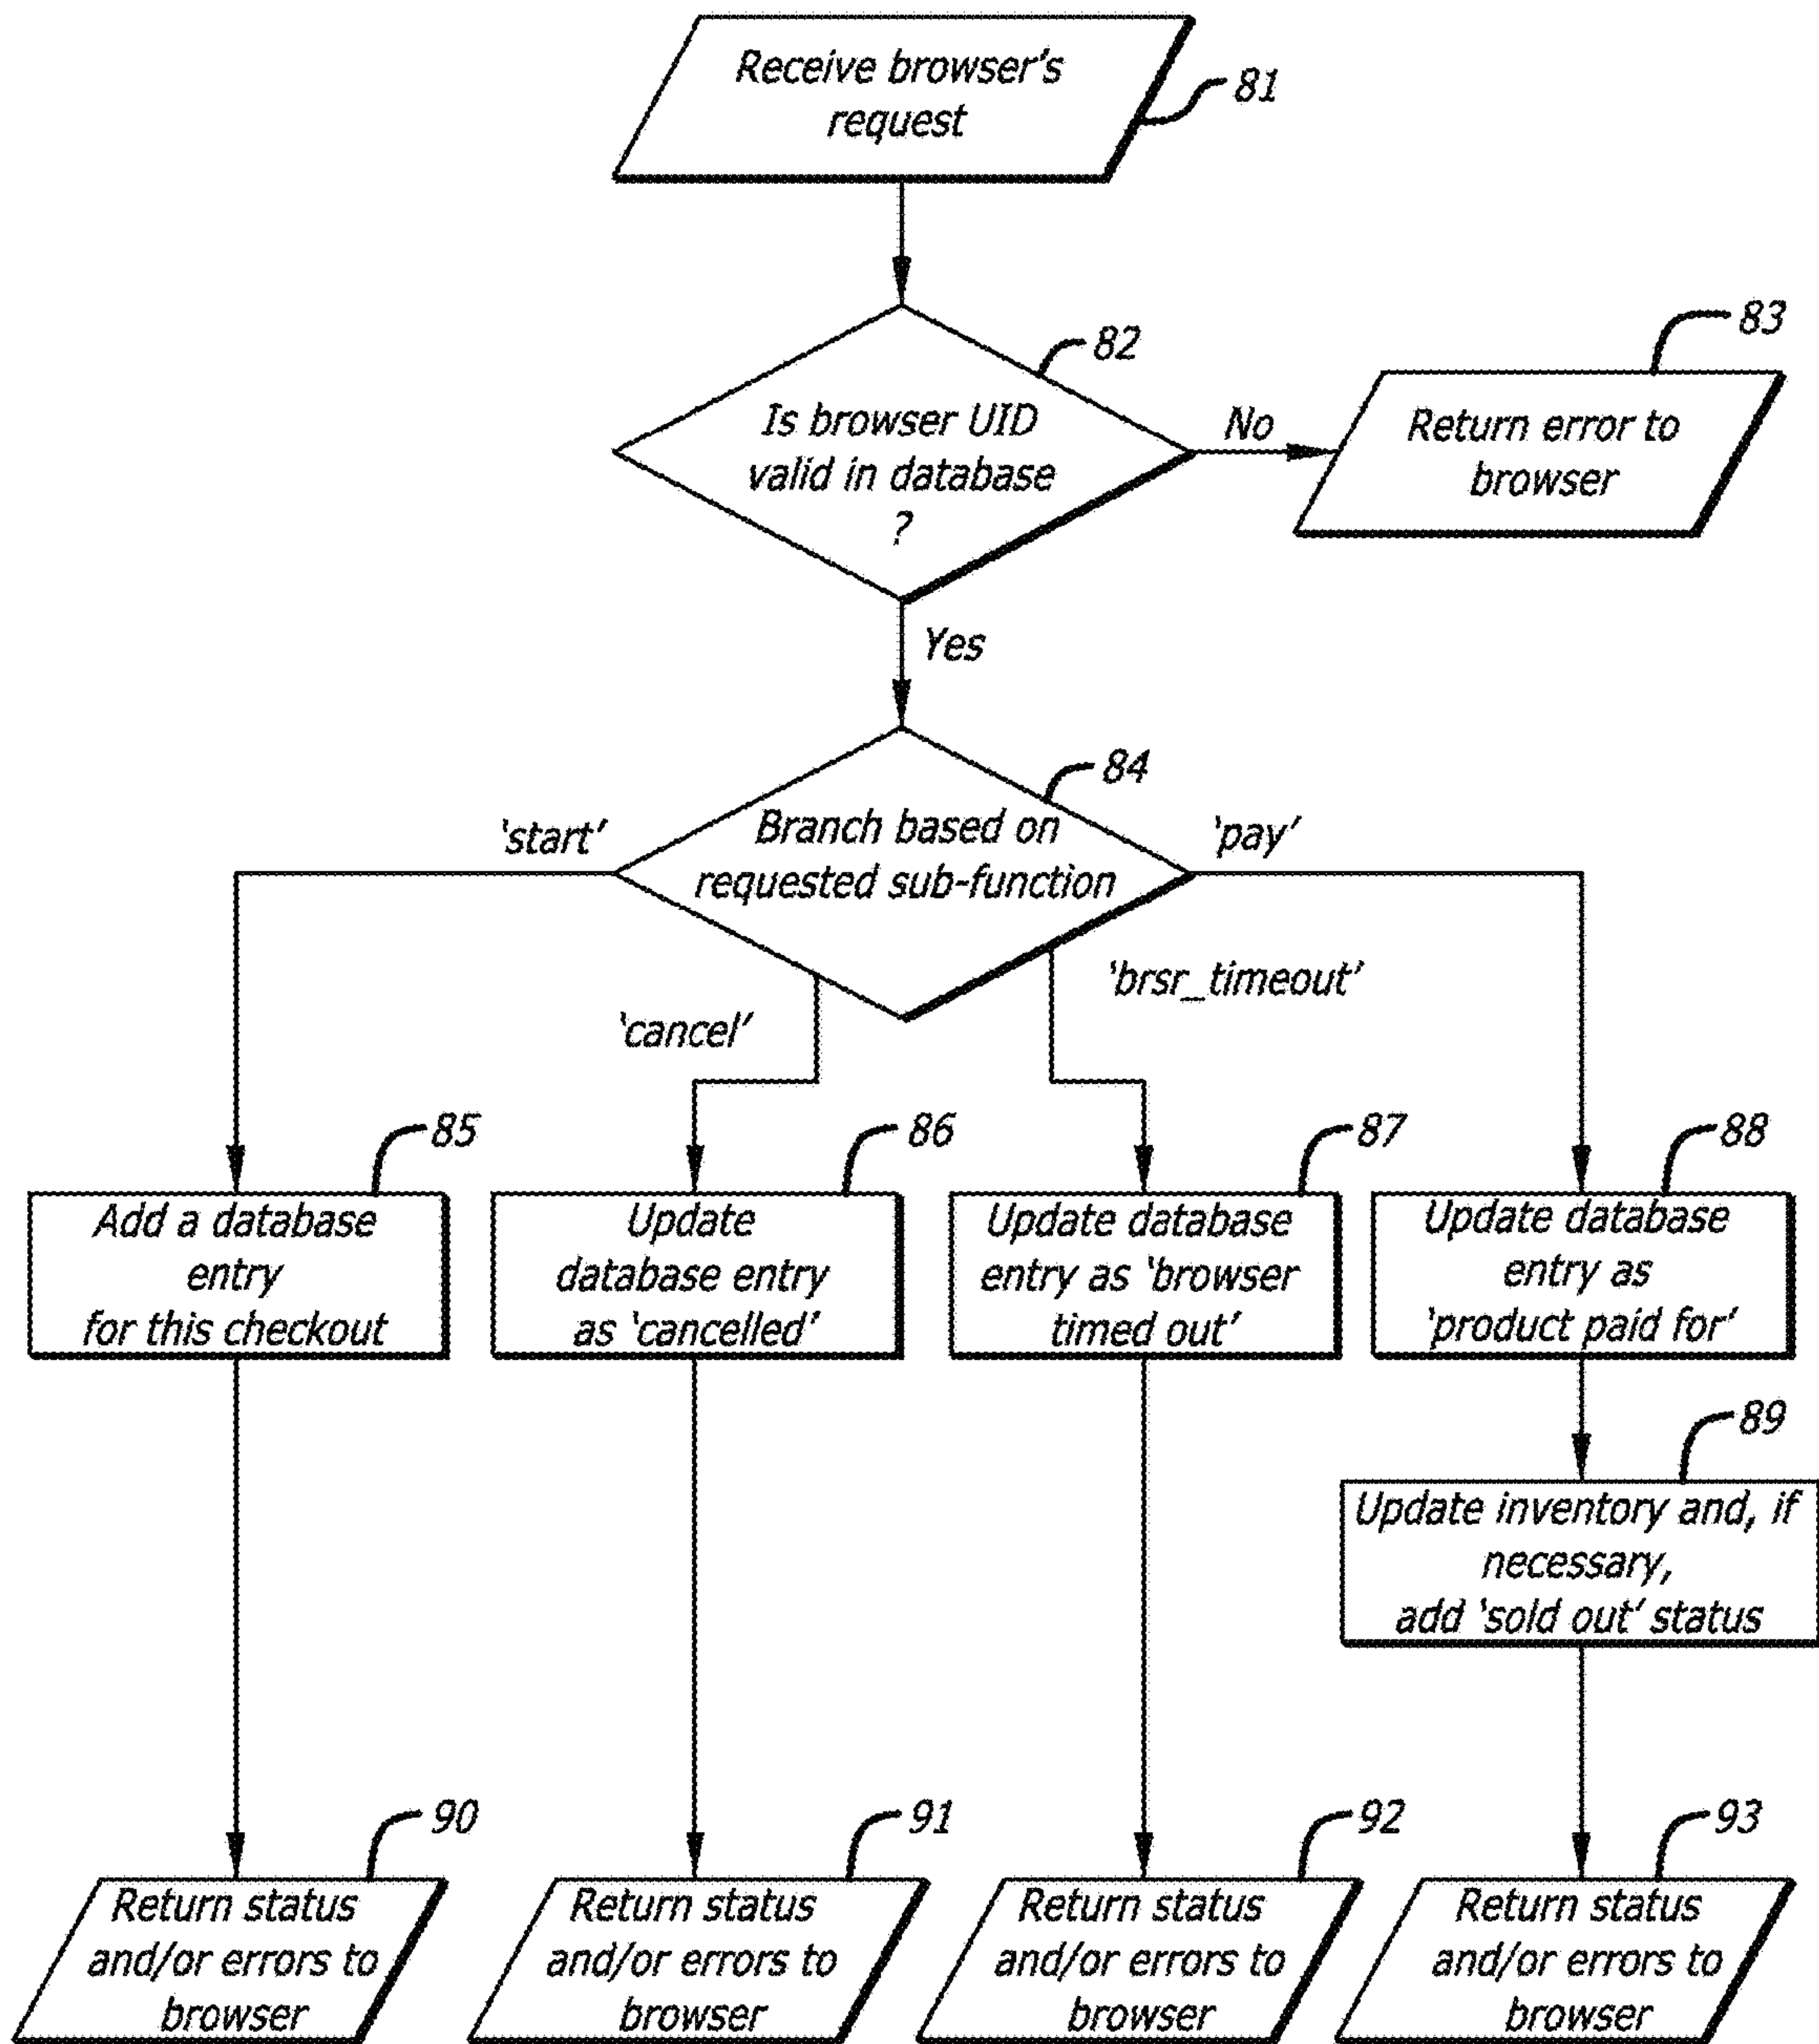 Receive browser's
request
81
82
Is browser UID
valid in database
?
No
83
Return error to
browser
Yes
84
Branch based on
requested sub-function
'start'
'pay'
'cancel'
'brsr_timeout'
85
Add a database
entry
for this checkout
86
Update
database entry
as 'cancelled'
87
Update database
entry as 'browser
timed out'
88
Update database
entry as
'product paid for'
89
Update inventory and, if
necessary,
add 'sold out' status
90
Return status
and/or errors to
browser
91
Return status
and/or errors to
browser
92
Return status
and/or errors to
browser
93
Return status
and/or errors to
browser